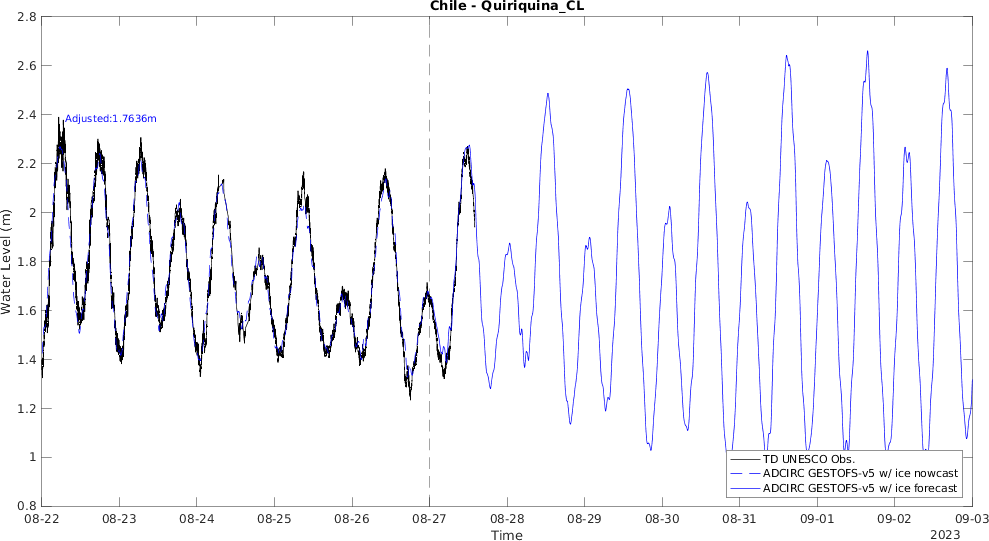 Chile - Quiriquina_CL
2.8
2.6
2.4
2.2
2
1.8
1.6
1.4
1.2
1
0.8
Water Level (m)
Adjusted:1.7636m
TD UNESCO Obs.
ADCIRC GESTOFS-v5 w/ ice nowcast
ADCIRC GESTOFS-v5 w/ ice forecast
08-22 08-23 08-24 08-25 08-26 08-27 08-28 08-29 08-30 08-31 09-01 09-02 09-03
Time
2023